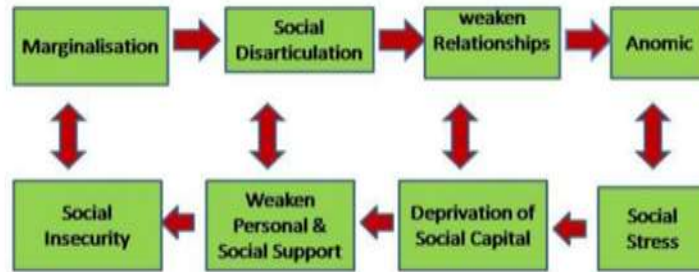 Marginalisation
Social
Disarticulation
weaken
Relationships
Anomic
Social
Insecurity
Weaken
Personal &
Social Support
Deprivation of
Social Capital
Social
Stress